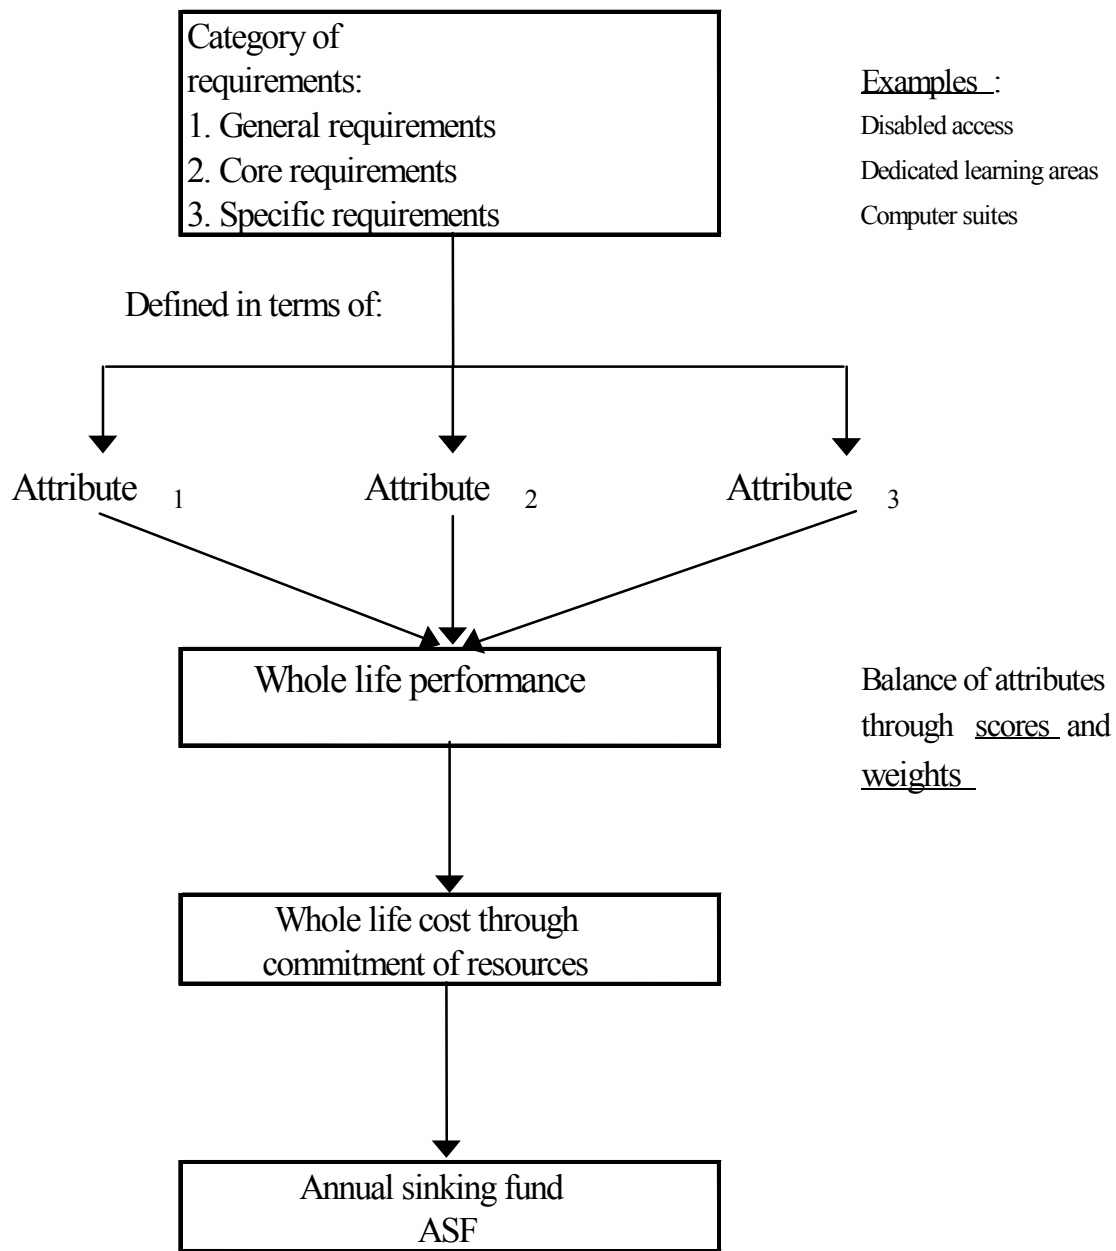 Category of
requirements:
1. General requirements
2. Core requirements
3. Specific requirements
Examples :
Disabled access
Dedicated learning areas
Computer suites
Defined in terms of:
Attribute 1
Attribute 2
Attribute 3
Whole life performance
Balance of attributes
through scores and
weights
Whole life cost through
commitment of resources
Annual sinking fund
ASF